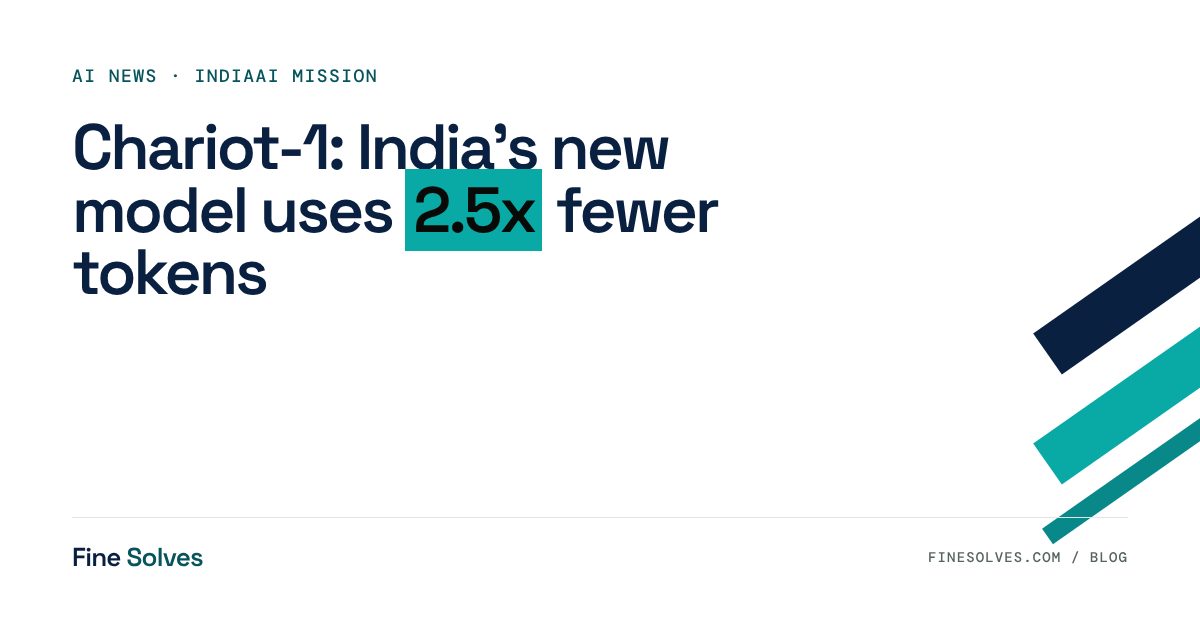 AI NEWS · INDIAAI MISSION
Chariot-1: India’s new
model uses 2.5x fewer
tokens
Fine Solves
FINESOLVES.COM / BLOG